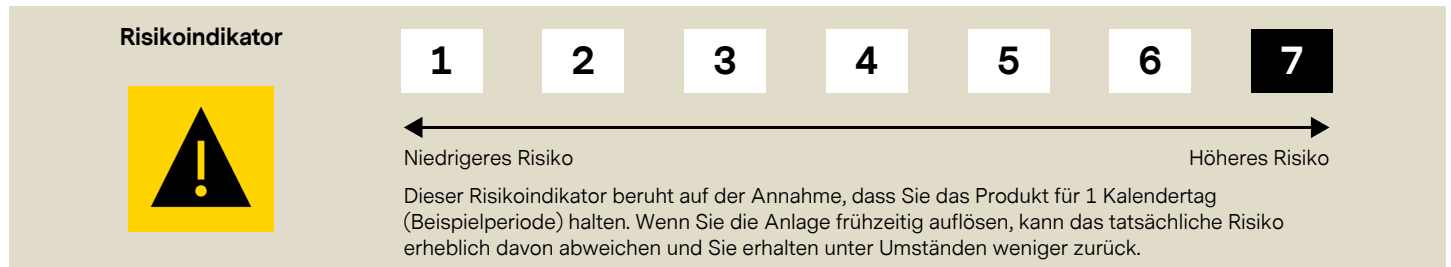 Risikoindikator
1 2 3 4 5 6 7
Niedrigeres Risiko Höheres Risiko
Dieser Risikoindikator beruht auf der Annahme, dass Sie das Produkt für 1 Kalendertag
(Beispielperiode) halten. Wenn Sie die Anlage frühzeitig auflösen, kann das tatsächliche Risiko
erheblich davon abweichen und Sie erhalten unter Umständen weniger zurück.